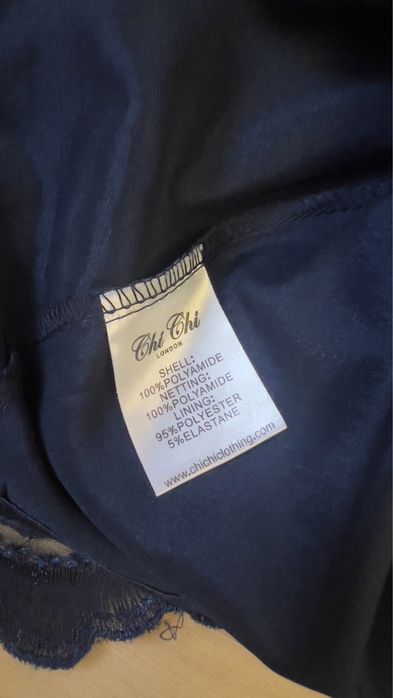 Chi Chi
LONDON
SHELL:
100%POLYAMIDE
NETTING:
100%POLYAMIDE
LINING:
95%POLYESTER
5%ELASTANE
www.chichiclothing.com